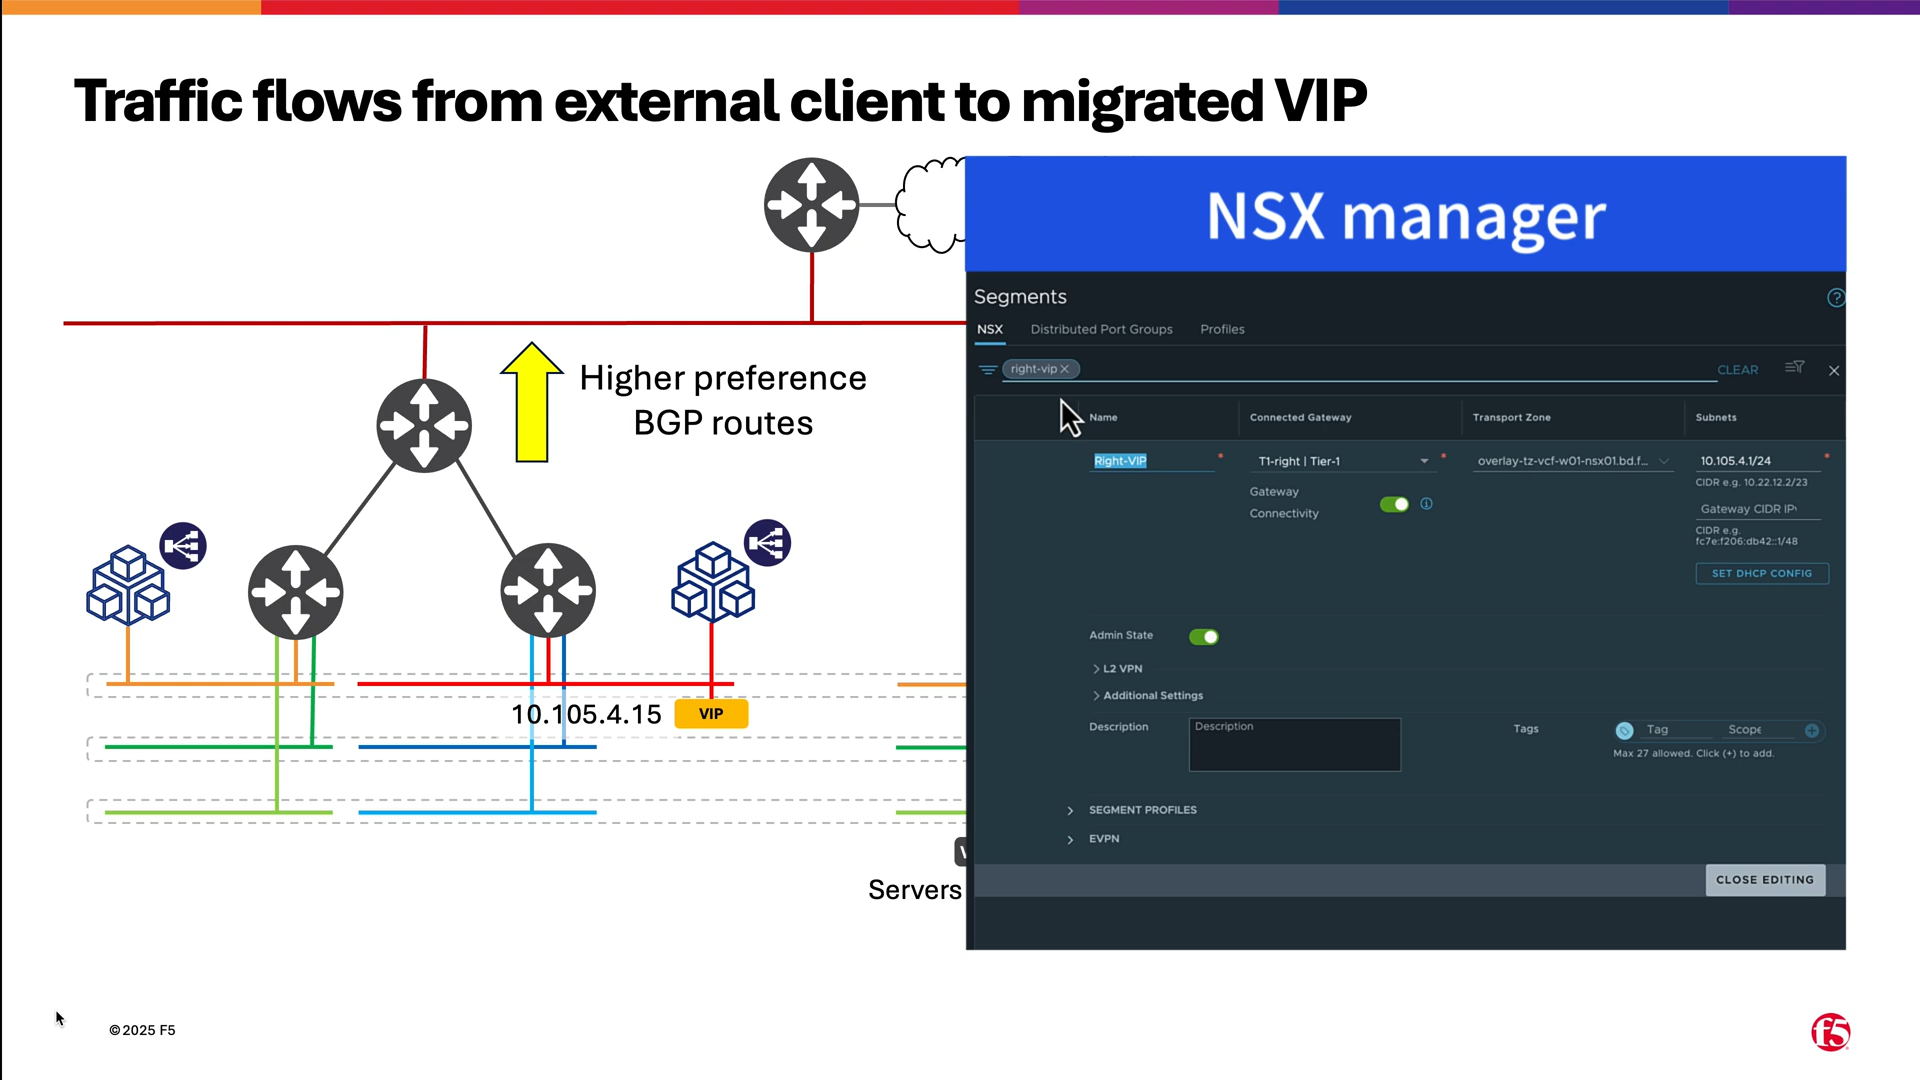 Traffic flows from external client to migrated VIP
NSX manager
Segments
NSX
Distributed Port Groups
Profiles
right-vip
CLEAR
Name
Connected Gateway
Transport Zone
Subnets
Right-VIP *
T1-right | Tier-1 *
overlay-tz-vcf-w01-nsx01.bd.f...
10.105.4.1/24 *
CIDR e.g. 10.22.12.2/23
Gateway
Connectivity
Gateway CIDR IP
CIDR e.g.
fc7e:f206:db42::1/48
SET DHCP CONFIG
Admin State
L2 VPN
Additional Settings
Description
Description
Tags
Tag
Scope
Max 27 allowed. Click (+) to add.
SEGMENT PROFILES
EVPN
CLOSE EDITING
Higher preference
BGP routes
10.105.4.15
VIP
Servers
©2025 F5
f5